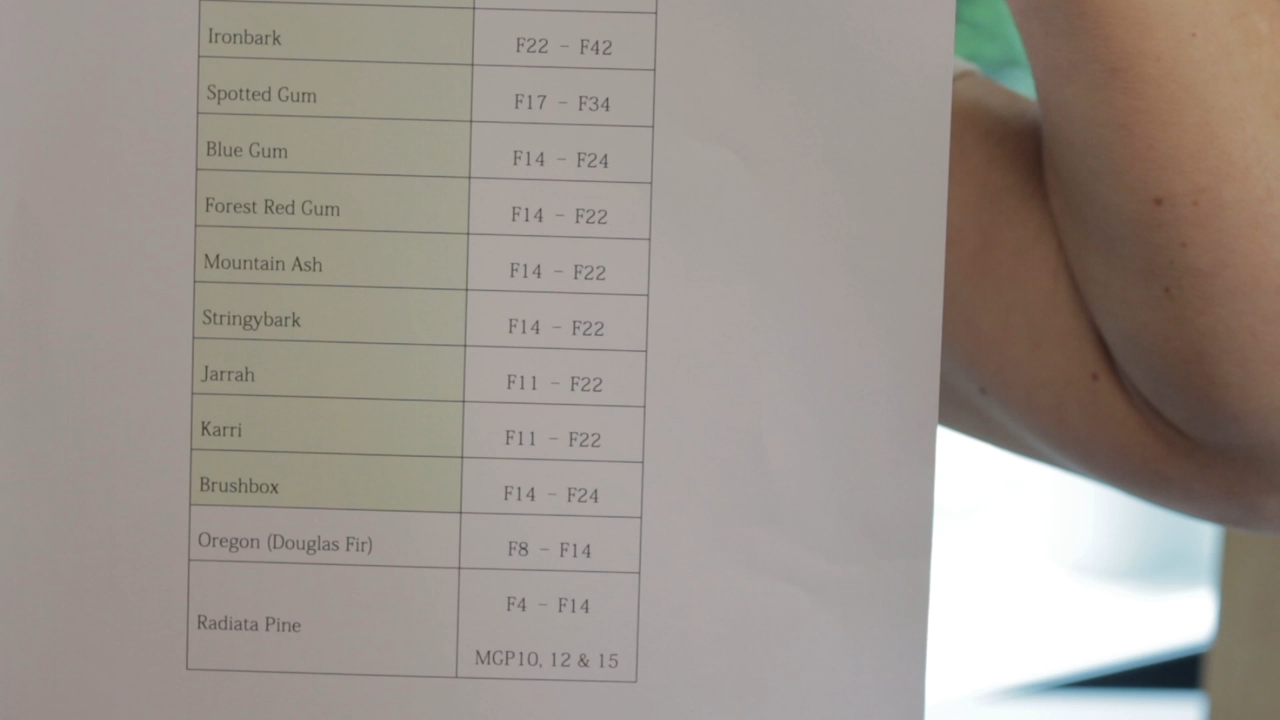 Ironbark F22 – F42
Spotted Gum F17 – F34
Blue Gum F14 – F24
Forest Red Gum F14 – F22
Mountain Ash F14 – F22
Stringybark F14 – F22
Jarrah F11 – F22
Karri F11 – F22
Brushbox F14 – F24
Oregon (Douglas Fir) F8 – F14
Radiata Pine F4 – F14
MGP10, 12 & 15